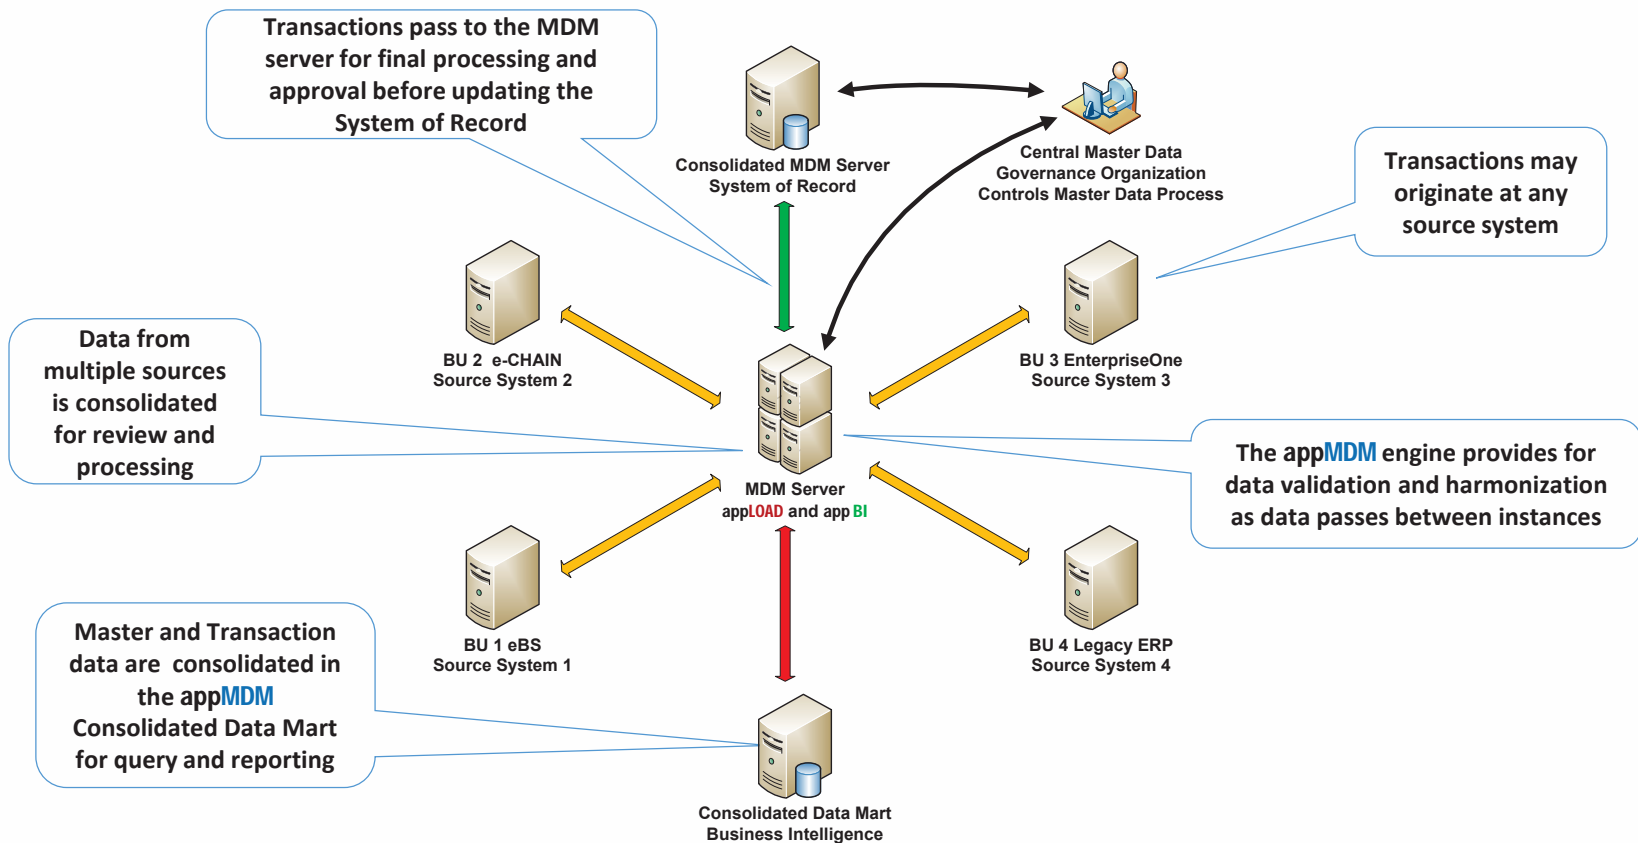 Transactions pass to the MDM
server for final processing and
approval before updating the
System of Record
Consolidated MDM Server
System of Record
Central Master Data
Governance Organization
Controls Master Data Process
Transactions may
originate at any
source system
BU 2 e-CHAIN
Source System 2
BU 3 EnterpriseOne
Source System 3
Data from
multiple sources
is consolidated
for review and
processing
MDM Server
appLOAD and app BI
The appMDM engine provides for
data validation and harmonization
as data passes between instances
BU 1 eBS
Source System 1
BU 4 Legacy ERP
Source System 4
Master and Transaction
data are consolidated in
the appMDM
Consolidated Data Mart
for query and reporting
Consolidated Data Mart
Business Intelligence